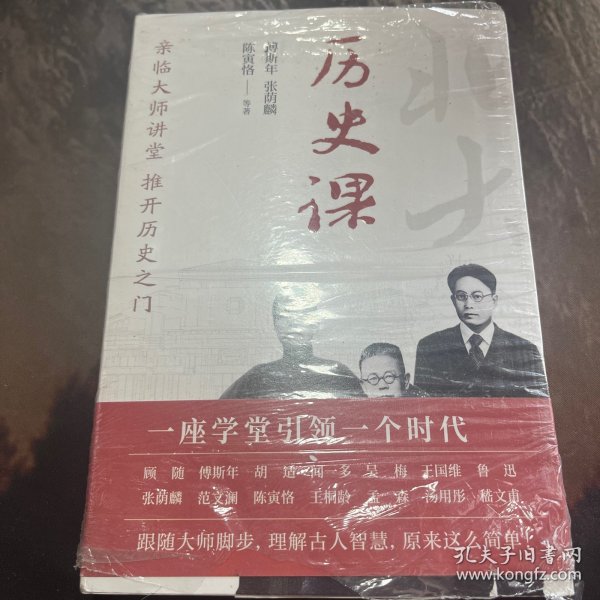 北大
历史课
傅斯年 张荫麟
陈寅恪——等著
亲临大师讲堂 推开历史之门
一座学堂引领一个时代
顾随 傅斯年 胡适 闻一多 吴梅 王国维 鲁迅
张荫麟 范文澜 陈寅恪 王桐龄 孟森 汤用彤 嵇文甫
跟随大师脚步，理解古人智慧，原来这么简单！
孔夫子旧书网
www.kongfz.com